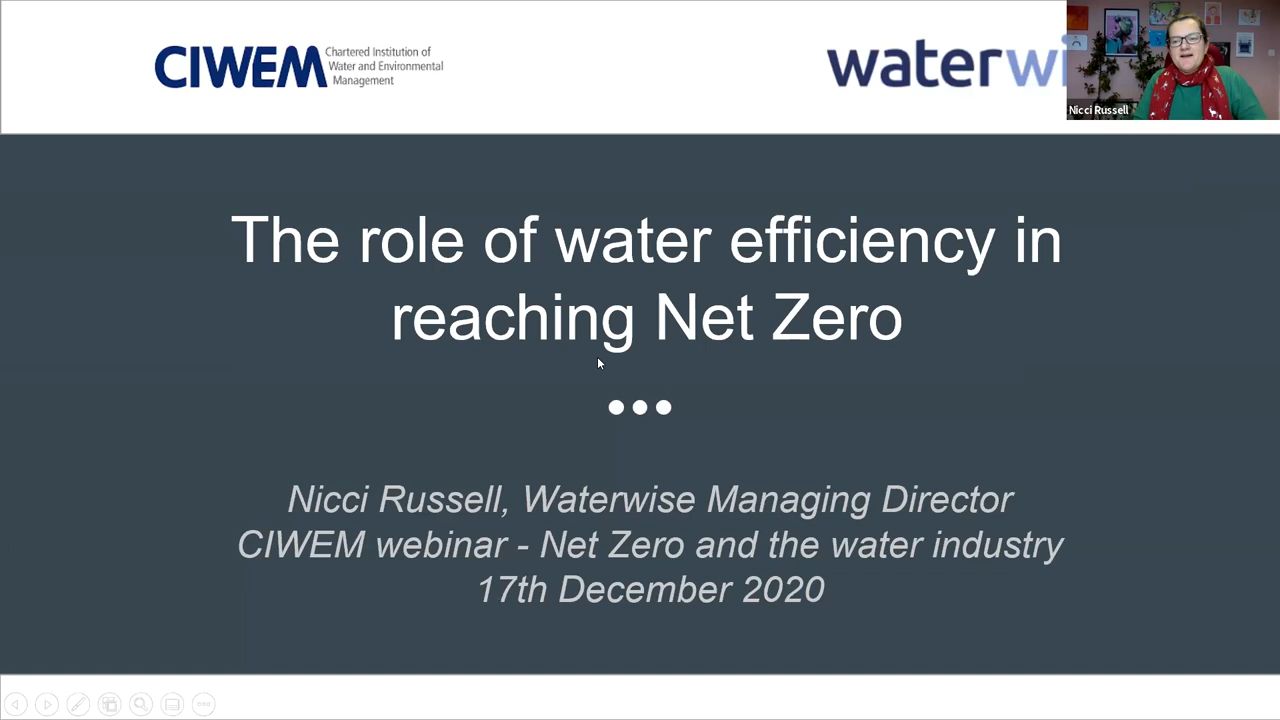 CIWEM
Chartered Institution of
Water and Environmental
Management
waterwi
Nicci Russell
The role of water efficiency in
reaching Net Zero
Nicci Russell, Waterwise Managing Director
CIWEM webinar - Net Zero and the water industry
17th December 2020